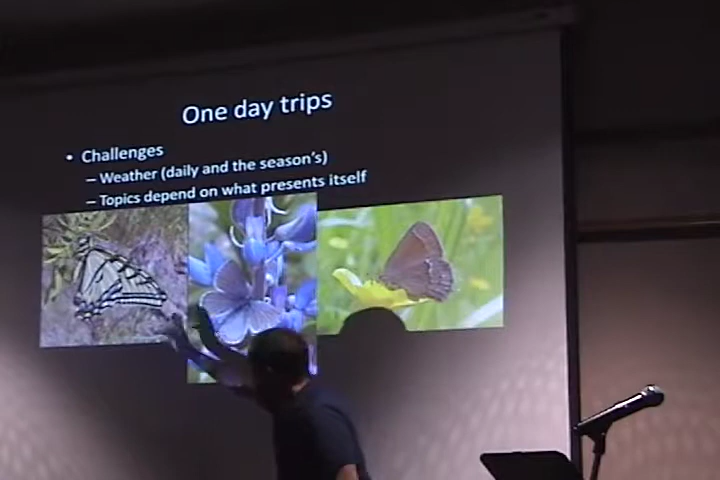 One day trips
• Challenges
– Weather (daily and the season's)
– Topics depend on what presents itself